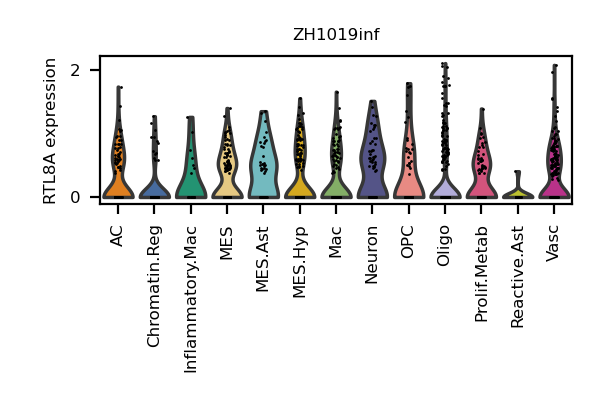 ZH1019inf
RTL8A expression
2
0
AC
Chromatin.Reg
Inflammatory.Mac
MES
MES.Ast
MES.Hyp
Mac
Neuron
OPC
Oligo
Prolif.Metab
Reactive.Ast
Vasc